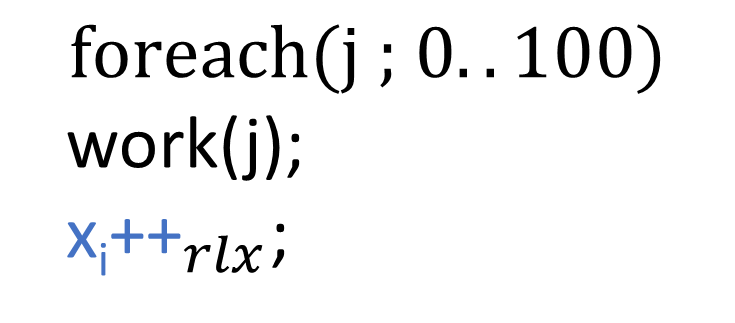 foreach(j ; 0. . 100)
work(j);
xᵢ++ᵣₗₓ;